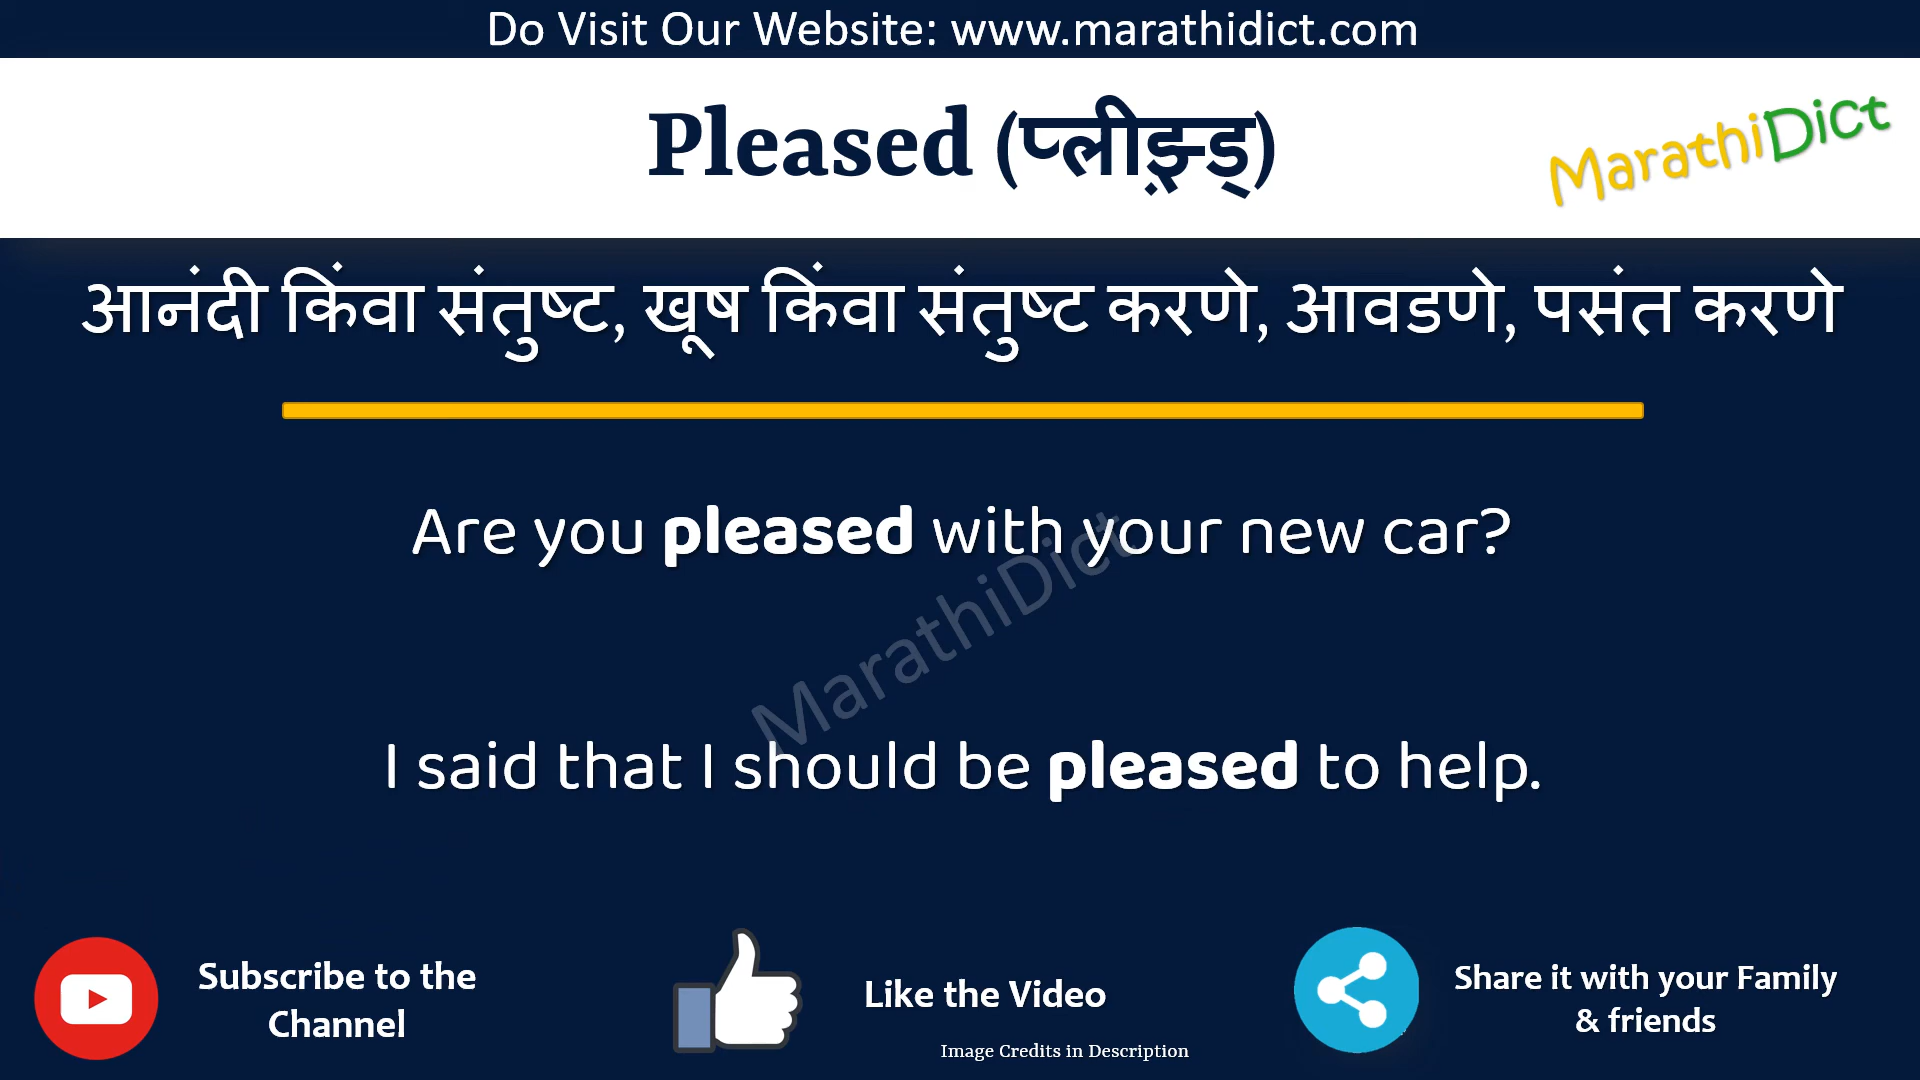 Do Visit Our Website: www.marathidict.com
Pleased (प्लीझ़्ड्)
MarathiDict
आनंदी किंवा संतुष्ट, खूष किंवा संतुष्ट करणे, आवडणे, पसंत करणे
Are you pleased with your new car?
MarathiDict
I said that I should be pleased to help.
Subscribe to the
Channel
Like the Video
Share it with your Family
& friends
Image Credits in Description